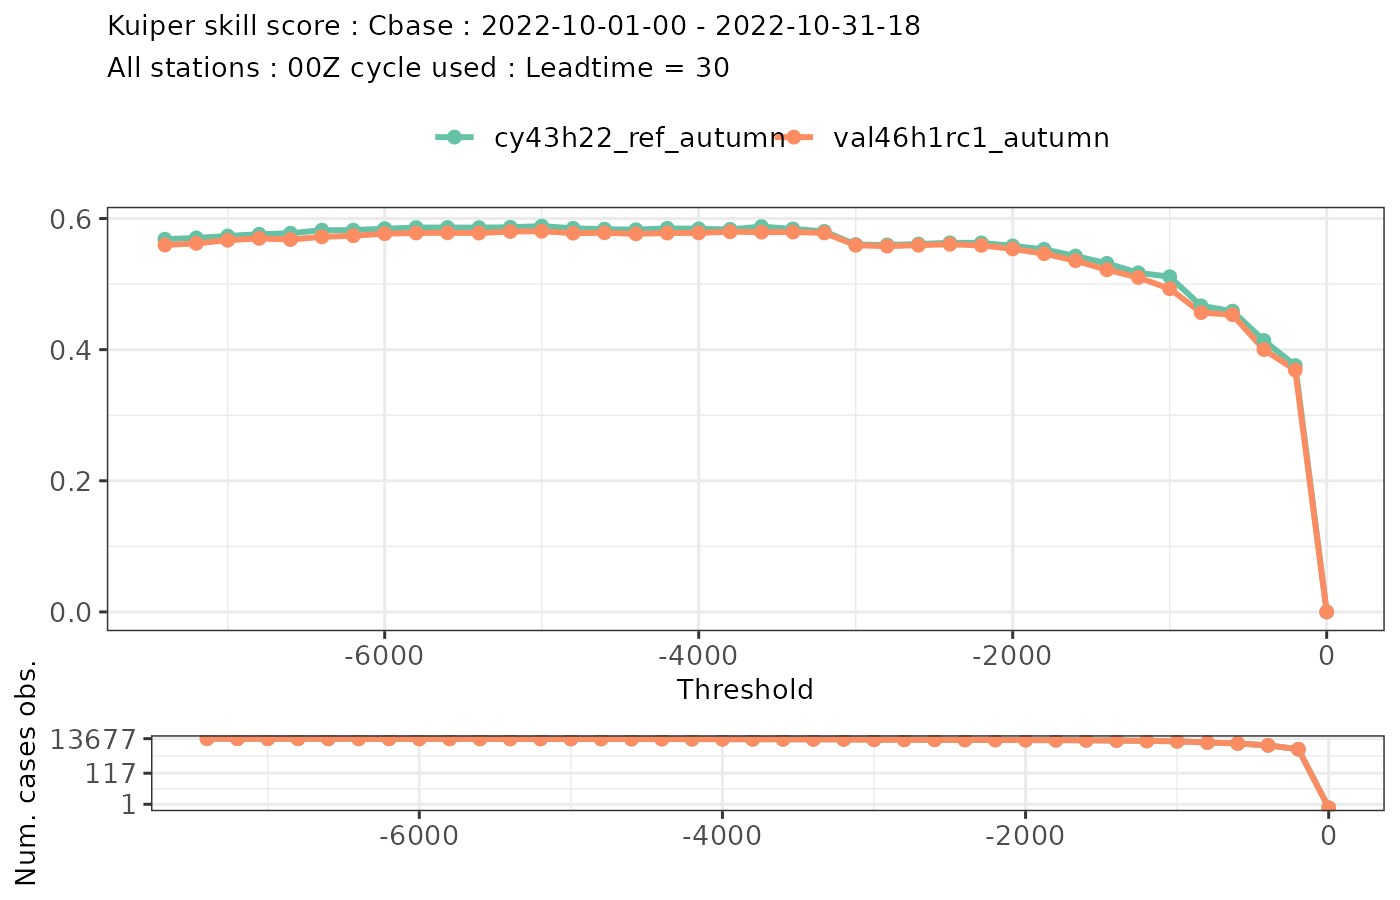 Kuiper skill score : Cbase : 2022-10-01-00 - 2022-10-31-18
All stations : 00Z cycle used : Leadtime = 30
cy43h22_ref_autumn val46h1rc1_autumn
0.6
0.4
0.2
0.0
-6000 -4000 -2000 0
Threshold
Num. cases obs.
13677
117
1
-6000 -4000 -2000 0